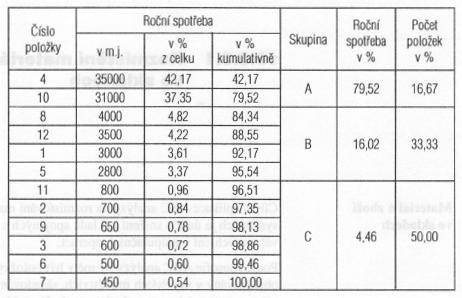 Číslo položky Roční spotřeba Skupina Roční spotřeba v % Počet položek v %
v m.j. v % z celku v % kumulativně
4 35000 42,17 42,17 A 79,52 16,67
10 31000 37,35 79,52
8 4000 4,82 84,34 B 16,02 33,33
12 3500 4,22 88,55
1 3000 3,61 92,17
5 2800 3,37 95,54
11 800 0,96 96,51 C 4,46 50,00
2 700 0,84 97,35
9 650 0,78 98,13
3 600 0,72 98,86
6 500 0,60 99,46
7 450 0,54 100,00